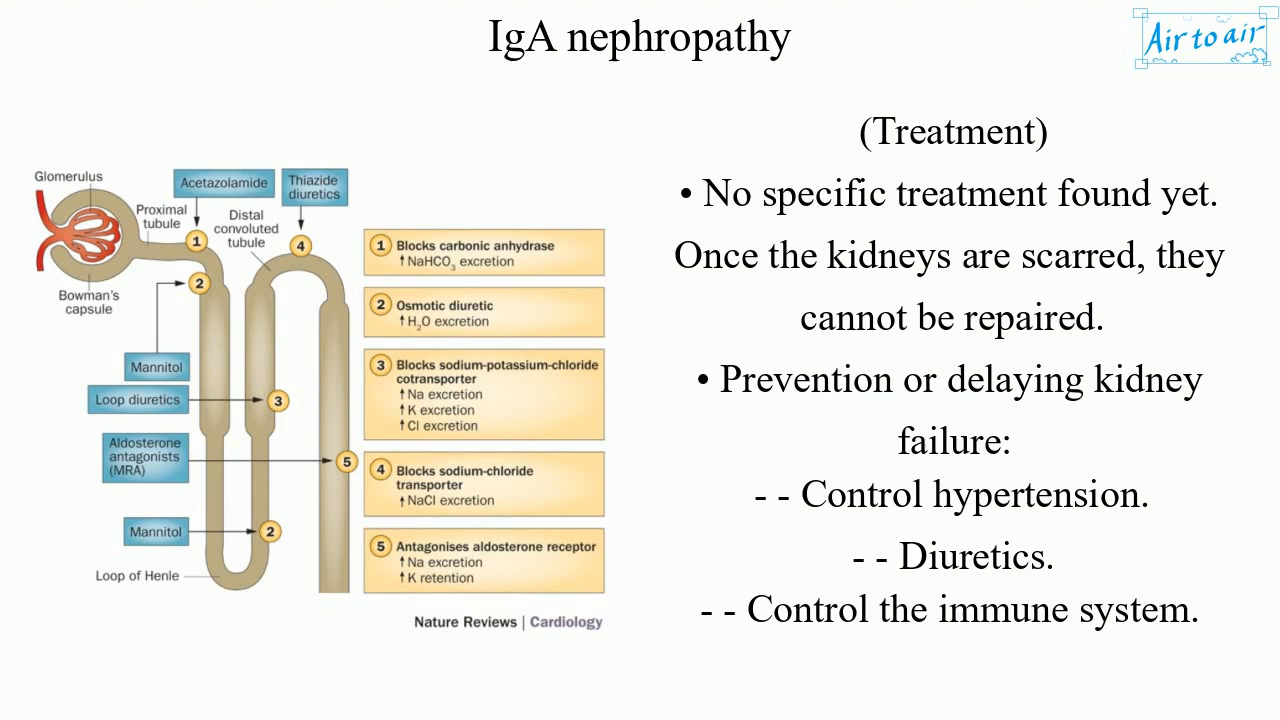 IgA nephropathy
Air to air
Glomerulus
Proximal
tubule
Acetazolamide
Distal
convoluted
tubule
Thiazide
diuretics
1
4
2
Bowman's
capsule
Mannitol
Loop diuretics
3
Aldosterone
antagonists
(MRA)
5
Mannitol
2
Loop of Henle
1 Blocks carbonic anhydrase
↑NaHCO₃ excretion
2 Osmotic diuretic
↑H₂O excretion
3 Blocks sodium-potassium-chloride
cotransporter
↑Na excretion
↑K excretion
↑Cl excretion
4 Blocks sodium-chloride
transporter
↑NaCl excretion
5 Antagonises aldosterone receptor
↑Na excretion
↑K retention
Nature Reviews | Cardiology
(Treatment)
• No specific treatment found yet.
Once the kidneys are scarred, they
cannot be repaired.
• Prevention or delaying kidney
failure:
- - Control hypertension.
- - Diuretics.
- - Control the immune system.